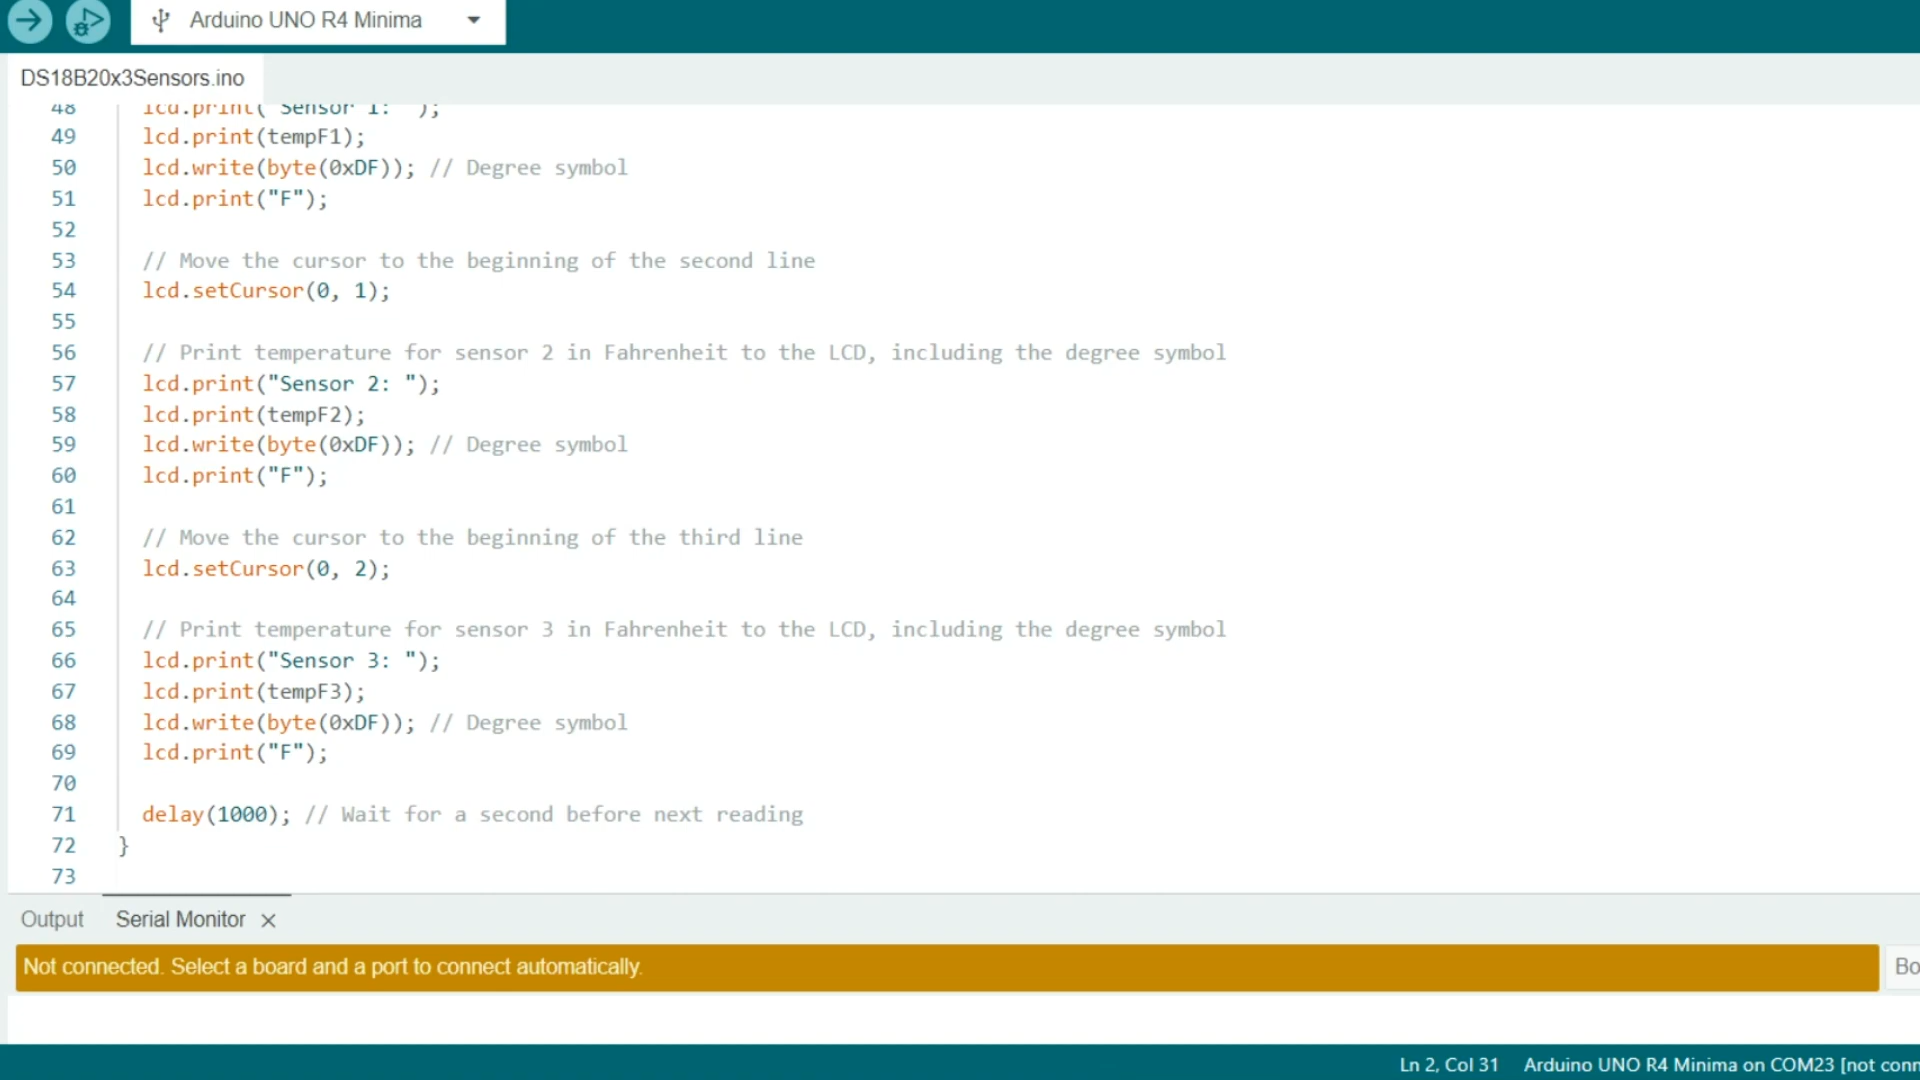 Arduino UNO R4 Minima
DS18B20x3Sensors.ino
48 lcd.print("Sensor 1: ");
49 lcd.print(tempF1);
50 lcd.write(byte(0xDF)); // Degree symbol
51 lcd.print("F");
52
53 // Move the cursor to the beginning of the second line
54 lcd.setCursor(0, 1);
55
56 // Print temperature for sensor 2 in Fahrenheit to the LCD, including the degree symbol
57 lcd.print("Sensor 2: ");
58 lcd.print(tempF2);
59 lcd.write(byte(0xDF)); // Degree symbol
60 lcd.print("F");
61
62 // Move the cursor to the beginning of the third line
63 lcd.setCursor(0, 2);
64
65 // Print temperature for sensor 3 in Fahrenheit to the LCD, including the degree symbol
66 lcd.print("Sensor 3: ");
67 lcd.print(tempF3);
68 lcd.write(byte(0xDF)); // Degree symbol
69 lcd.print("F");
70
71 delay(1000); // Wait for a second before next reading
72 }
73
Output Serial Monitor
Not connected. Select a board and a port to connect automatically. Bo
Ln 2, Col 31 Arduino UNO R4 Minima on COM23 [not conn